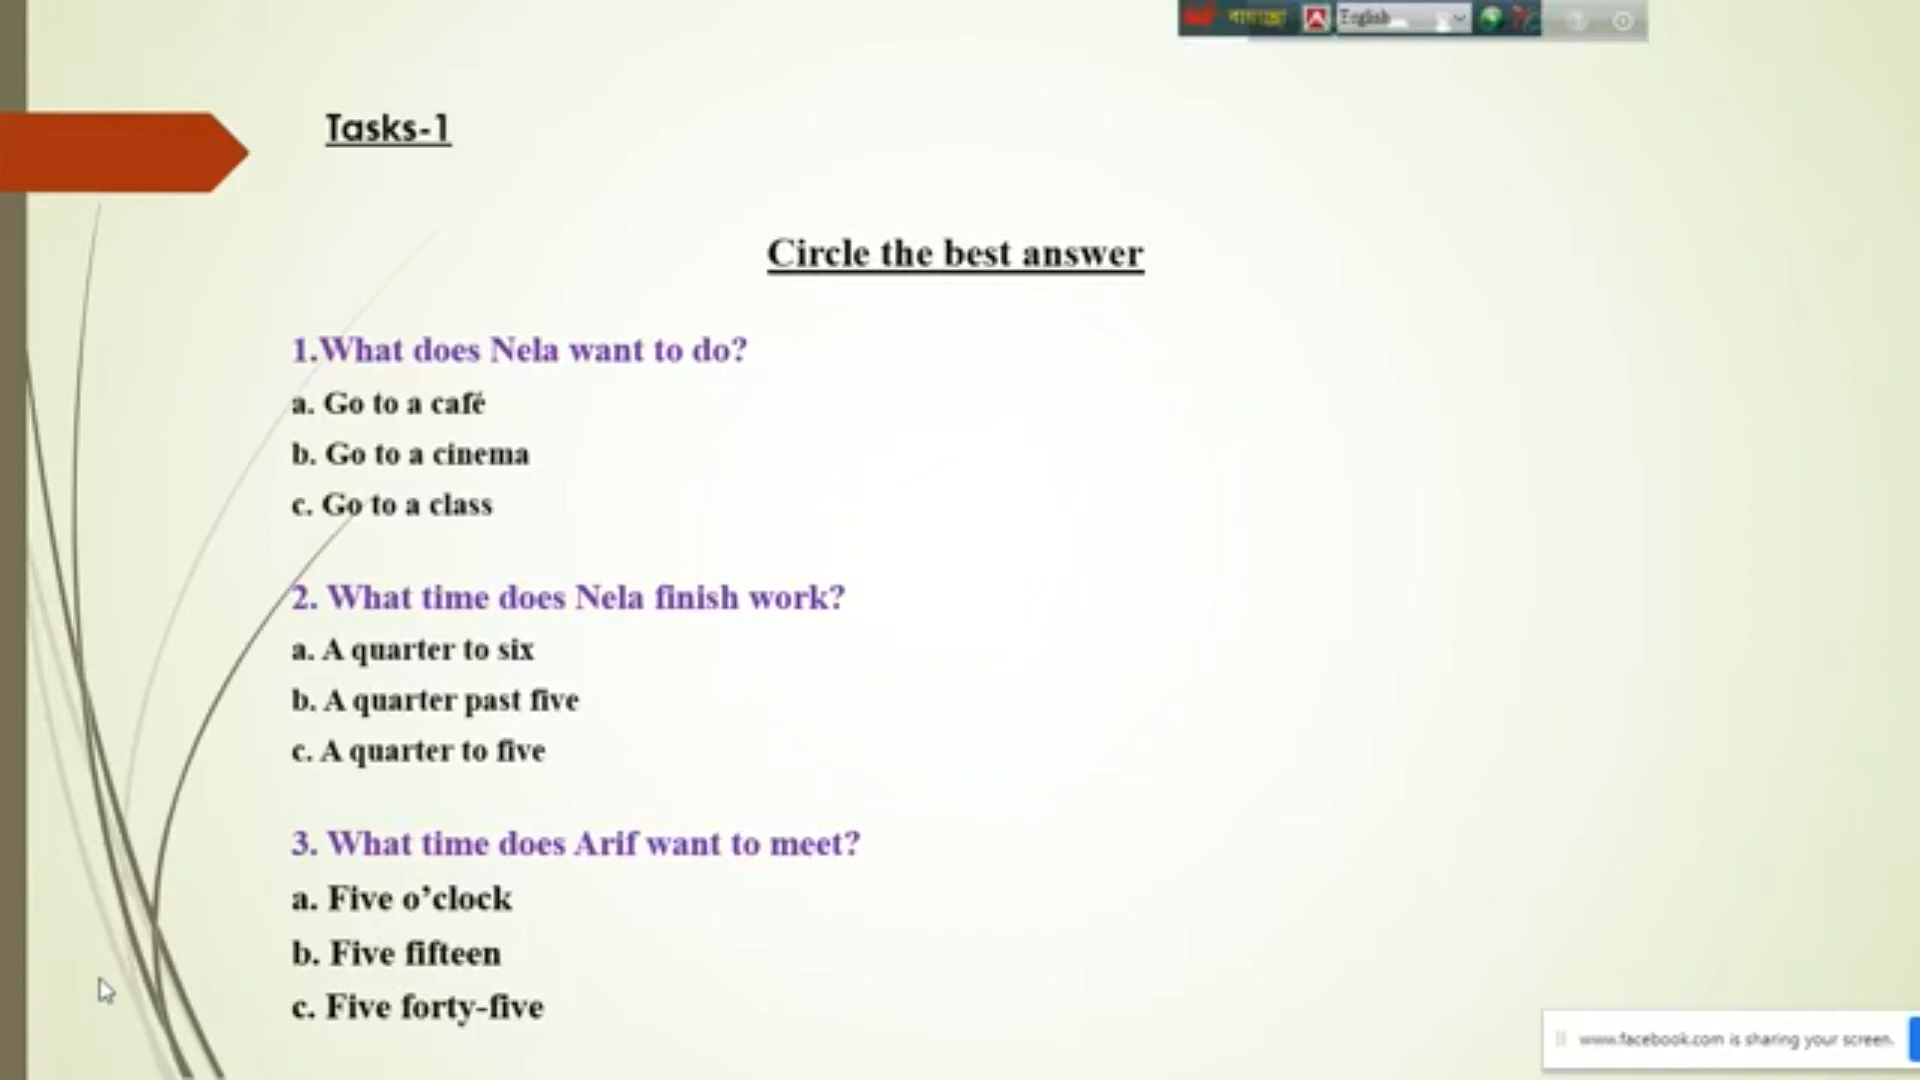 বায়ান্নো
English
Tasks-1
Circle the best answer
1.What does Nela want to do?
a. Go to a café
b. Go to a cinema
c. Go to a class
2. What time does Nela finish work?
a. A quarter to six
b. A quarter past five
c. A quarter to five
3. What time does Arif want to meet?
a. Five o’clock
b. Five fifteen
c. Five forty-five
www.facebook.com is sharing your screen.